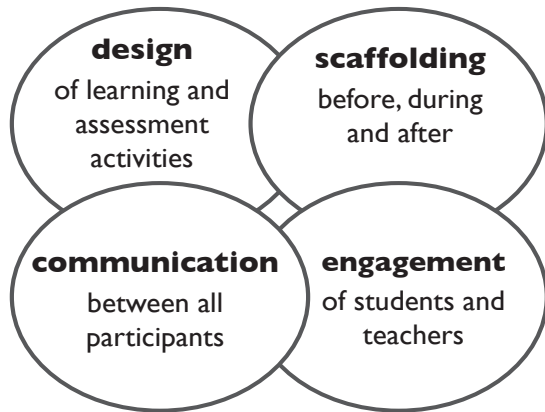 design
of learning and
assessment
activities
scaffolding
before, during
and after
communication
between all
participants
engagement
of students and
teachers